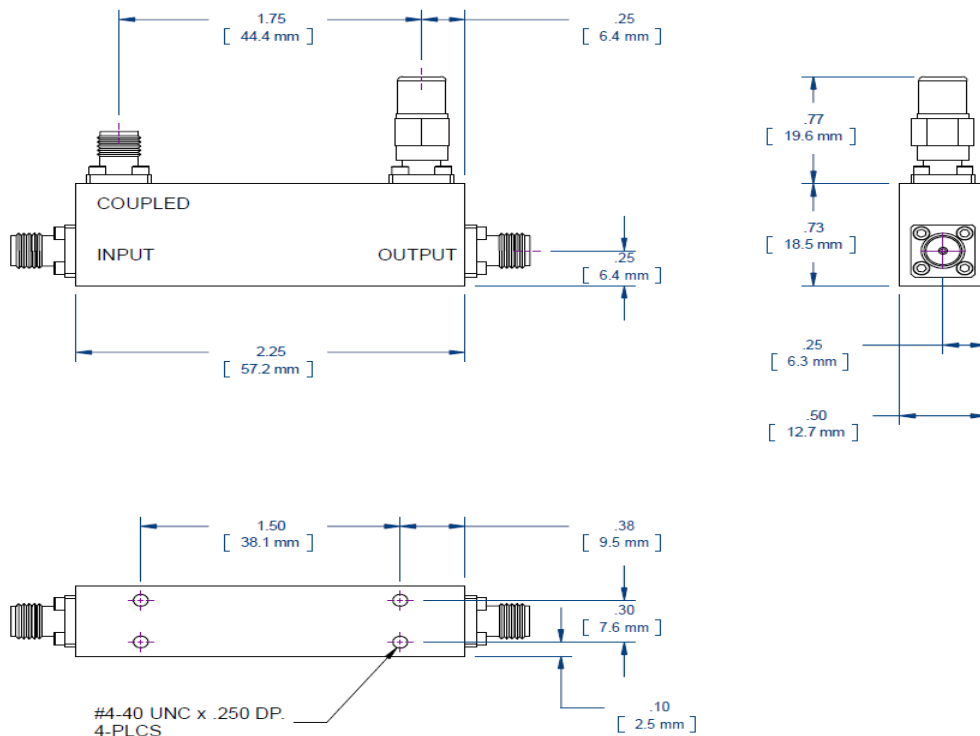 1.75
[ 44.4 mm ]
.25
[ 6.4 mm ]
.77
[ 19.6 mm ]
COUPLED
INPUT
OUTPUT
.25
[ 6.4 mm ]
.73
[ 18.5 mm ]
2.25
[ 57.2 mm ]
.25
[ 6.3 mm ]
.50
[ 12.7 mm ]
1.50
[ 38.1 mm ]
.38
[ 9.5 mm ]
.30
[ 7.6 mm ]
#4-40 UNC x .250 DP.
4-PLCS
.10
[ 2.5 mm ]